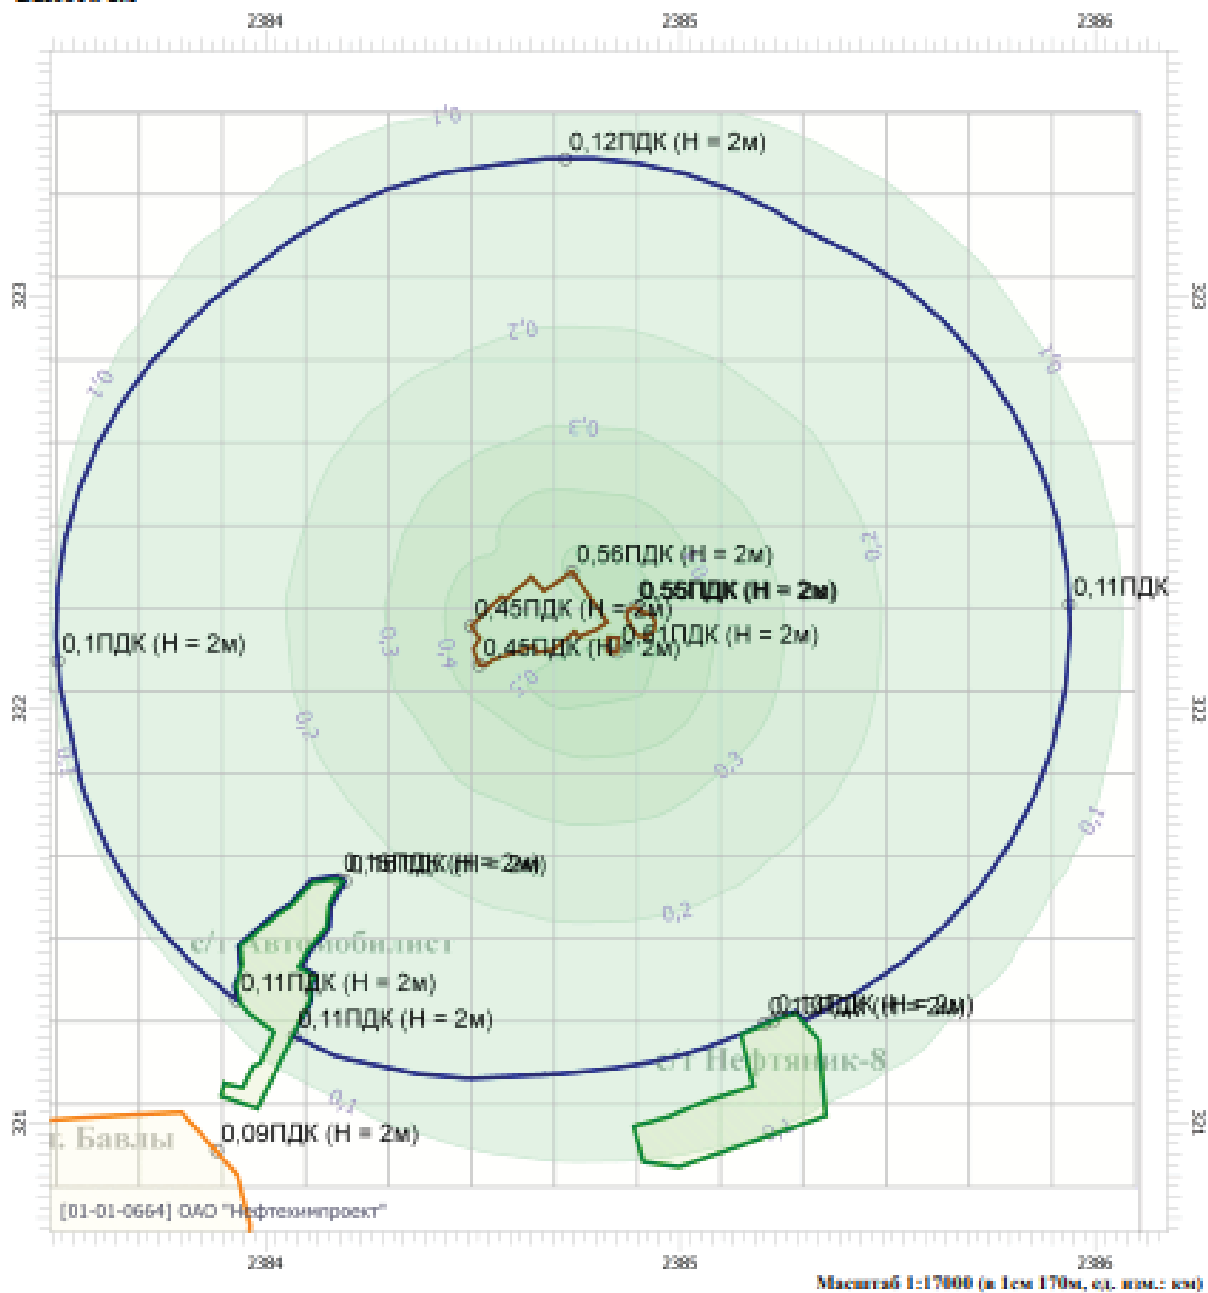 2384 2385 2386
0,1
0,12ПДК (Н = 2м)
323 323
0,2
0,1
0,1
0,3
0,2
0,56ПДК (Н = 2м)
0,55ПДК (Н = 2м)
0,11ПДК
0,45ПДК (Н = 2м)
0,1ПДК (Н = 2м)
0,3
0,4
0,45ПДК (Н = 2м)
0,5
322 322
0,2
0,1
0,3
0,1
0,2
с/т Автомобилист
0,11ПДК (Н = 2м)
0,11ПДК (Н = 2м)
с/т Нефтяник-8
0,1
321 321
г. Бавлы
0,09ПДК (Н = 2м)
0,1
[01-01-0664] ОАО "Нефтехимпроект"
2384 2385 2386
Масштаб 1:17000 (в 1см 170м, ед. изм.: км)